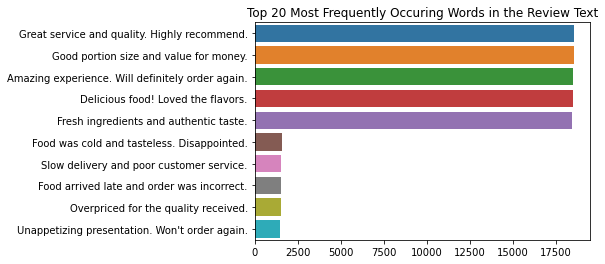 Top 20 Most Frequently Occuring Words in the Review Text
Great service and quality. Highly recommend.
Good portion size and value for money.
Amazing experience. Will definitely order again.
Delicious food! Loved the flavors.
Fresh ingredients and authentic taste.
Food was cold and tasteless. Disappointed.
Slow delivery and poor customer service.
Food arrived late and order was incorrect.
Overpriced for the quality received.
Unappetizing presentation. Won't order again.
0 2500 5000 7500 10000 12500 15000 17500